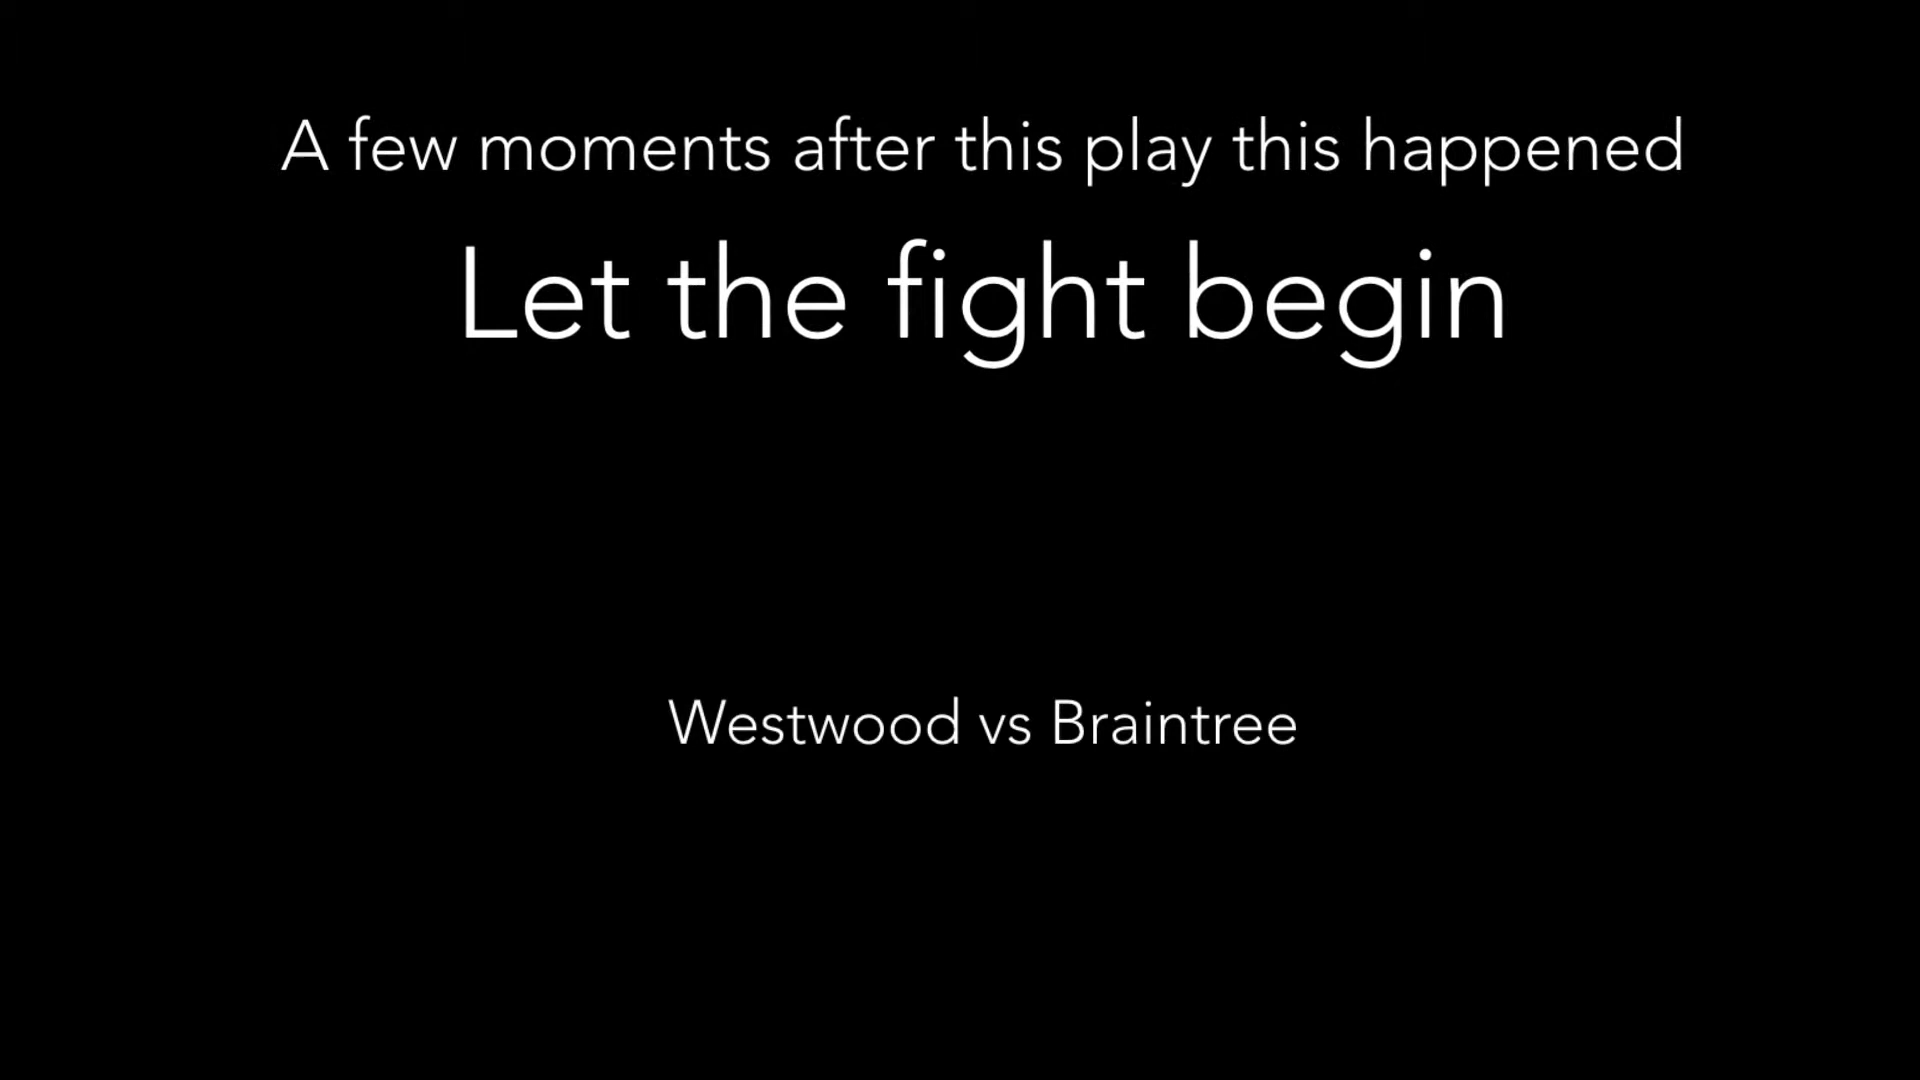 A few moments after this play this happened
Let the fight begin
Westwood vs Braintree